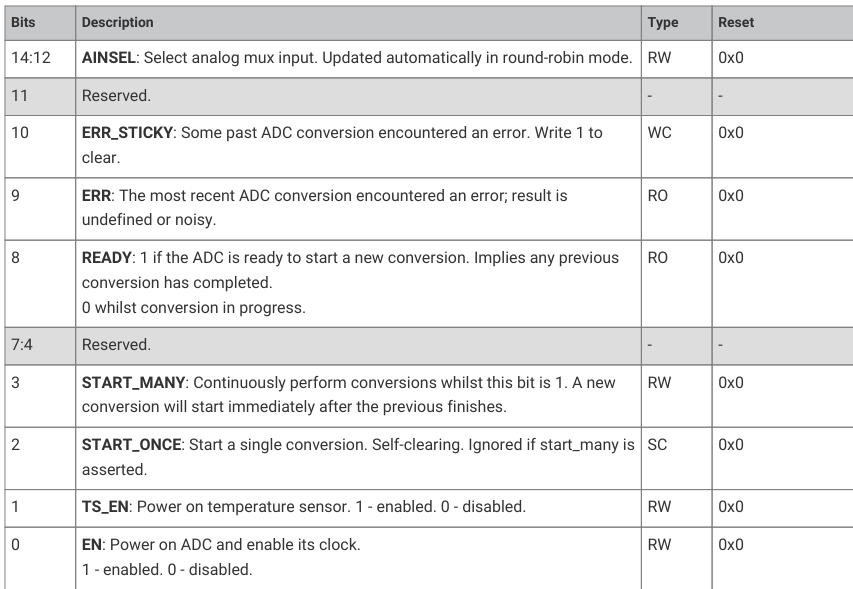 Bits Description Type Reset
14:12 AINSEL: Select analog mux input. Updated automatically in round-robin mode. RW 0x0
11 Reserved. - -
10 ERR_STICKY: Some past ADC conversion encountered an error. Write 1 to WC 0x0
clear.
9 ERR: The most recent ADC conversion encountered an error; result is RO 0x0
undefined or noisy.
8 READY: 1 if the ADC is ready to start a new conversion. Implies any previous RO 0x0
conversion has completed.
0 whilst conversion in progress.
7:4 Reserved. - -
3 START_MANY: Continuously perform conversions whilst this bit is 1. A new RW 0x0
conversion will start immediately after the previous finishes.
2 START_ONCE: Start a single conversion. Self-clearing. Ignored if start_many is SC 0x0
asserted.
1 TS_EN: Power on temperature sensor. 1 - enabled. 0 - disabled. RW 0x0
0 EN: Power on ADC and enable its clock. RW 0x0
1 - enabled. 0 - disabled.